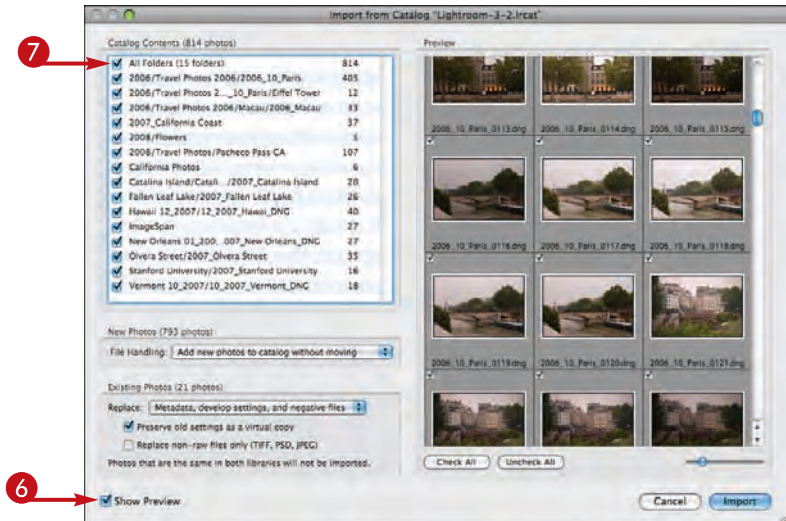 Import from Catalog "Lightroom-3-2.lrcat"
7
Catalog Contents (814 photos)
All Folders (15 folders) 814
2006/Travel Photos 2006/2006_10_Paris 405
2006/Travel Photos 2..._10_Paris/Eiffel Tower 12
2006/Travel Photos 2006/Macau/2006_Macau 33
2007_California Coast 37
2008/Flowers 5
2008/Travel Photos/Pacheco Pass CA 107
California Photos 6
Catalina Island/Catali.../2007_Catalina Island 20
Fallen Leaf Lake/2007_Fallen Leaf Lake 26
Hawaii 12_2007/12_2007_Hawai_DNG 40
ImageSpan 27
New Orleans 01_200...007_New Orleans_DNG 27
Olvera Street/2007_Olvera Street 35
Stanford University/2007_Stanford University 16
Vermont 10_2007/10_2007_Vermont_DNG 18
New Photos (793 photos)
File Handling: Add new photos to catalog without moving
Existing Photos (21 photos)
Replace: Metadata, develop settings, and negative files
Preserve old settings as a virtual copy
Replace non-raw files only (TIFF, PSD, JPEG)
Photos that are the same in both libraries will not be imported.
6
Show Preview
Preview
2006_10_Paris_0113.dng 2006_10_Paris_0114.dng 2006_10_Paris_0115.dng
2006_10_Paris_0116.dng 2006_10_Paris_0117.dng 2006_10_Paris_0118.dng
2006_10_Paris_0119.dng 2006_10_Paris_0120.dng 2006_10_Paris_0121.dng
Check All Uncheck All
Cancel Import